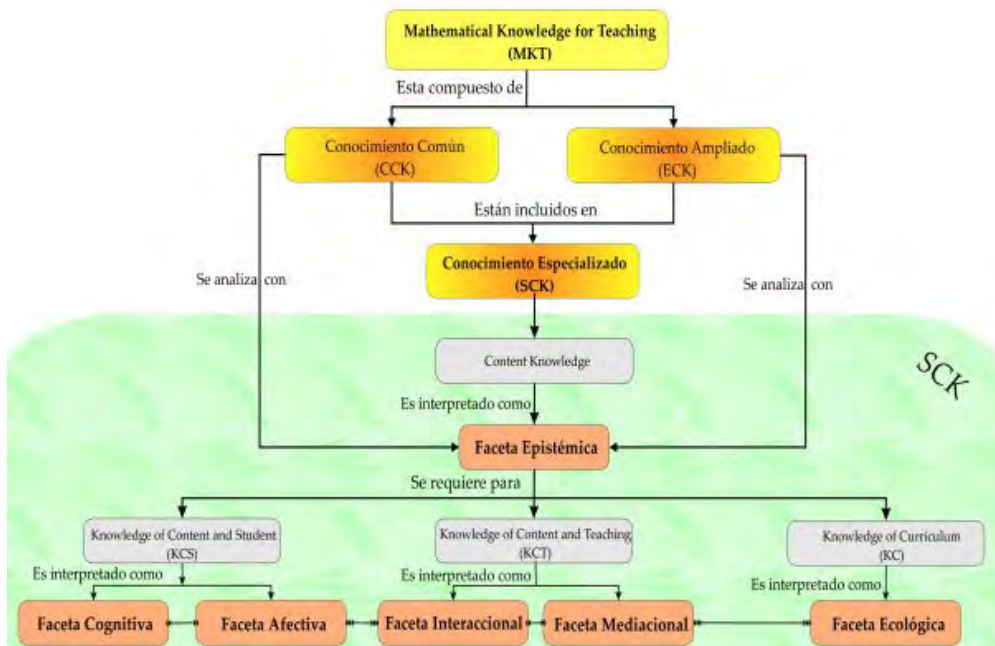 Mathematical Knowledge for Teaching
(MKT)
Esta compuesto de
Conocimiento Común
(CCK)
Conocimiento Ampliado
(ECK)
Están incluidos en
Conocimiento Especializado
(SCK)
Se analiza con
Se analiza con
Content Knowledge
SCK
Es interpretado como
Faceta Epistémica
Se requiere para
Knowledge of Content and Student
(KCS)
Knowledge of Content and Teaching
(KCT)
Knowledge of Curriculum
(KC)
Es interpretado como
Es interpretado como
Es interpretado como
Faceta Cognitiva
Faceta Afectiva
Faceta Interaccional
Faceta Mediacional
Faceta Ecológica